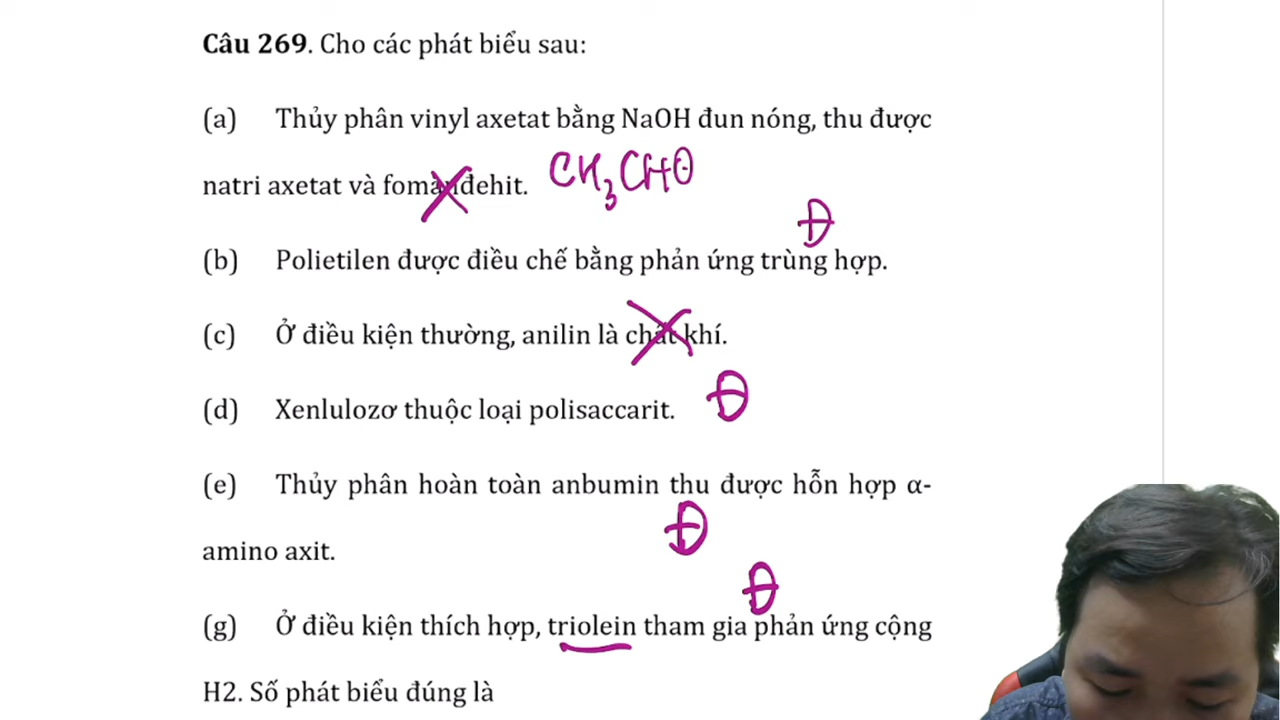 Câu 269. Cho các phát biểu sau:
(a) Thủy phân vinyl axetat bằng NaOH đun nóng, thu được
natri axetat và fomanđehit. CH3CHO
Đ
(b) Polietilen được điều chế bằng phản ứng trùng hợp.
(c) Ở điều kiện thường, anilin là chất khí.
(d) Xenlulozơ thuộc loại polisaccarit. Đ
(e) Thủy phân hoàn toàn anbumin thu được hỗn hợp α-
amino axit. Đ
Đ
(g) Ở điều kiện thích hợp, triolein tham gia phản ứng cộng
H2. Số phát biểu đúng là